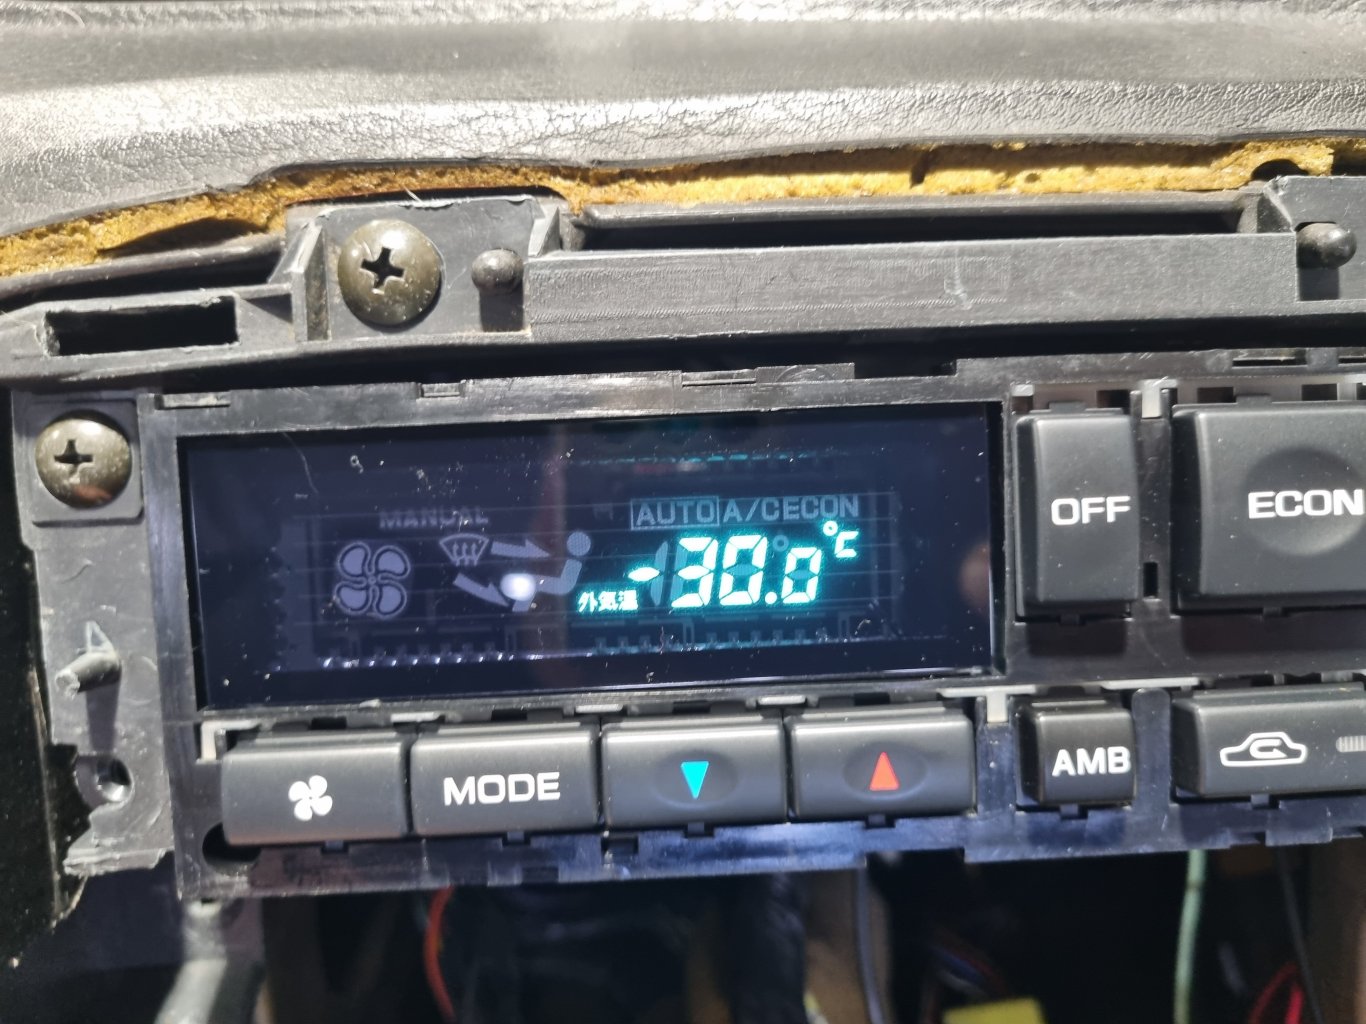 MANUAL
AUTO A/C ECON
外気温 -30.0°C
OFF
ECON
MODE
AMB